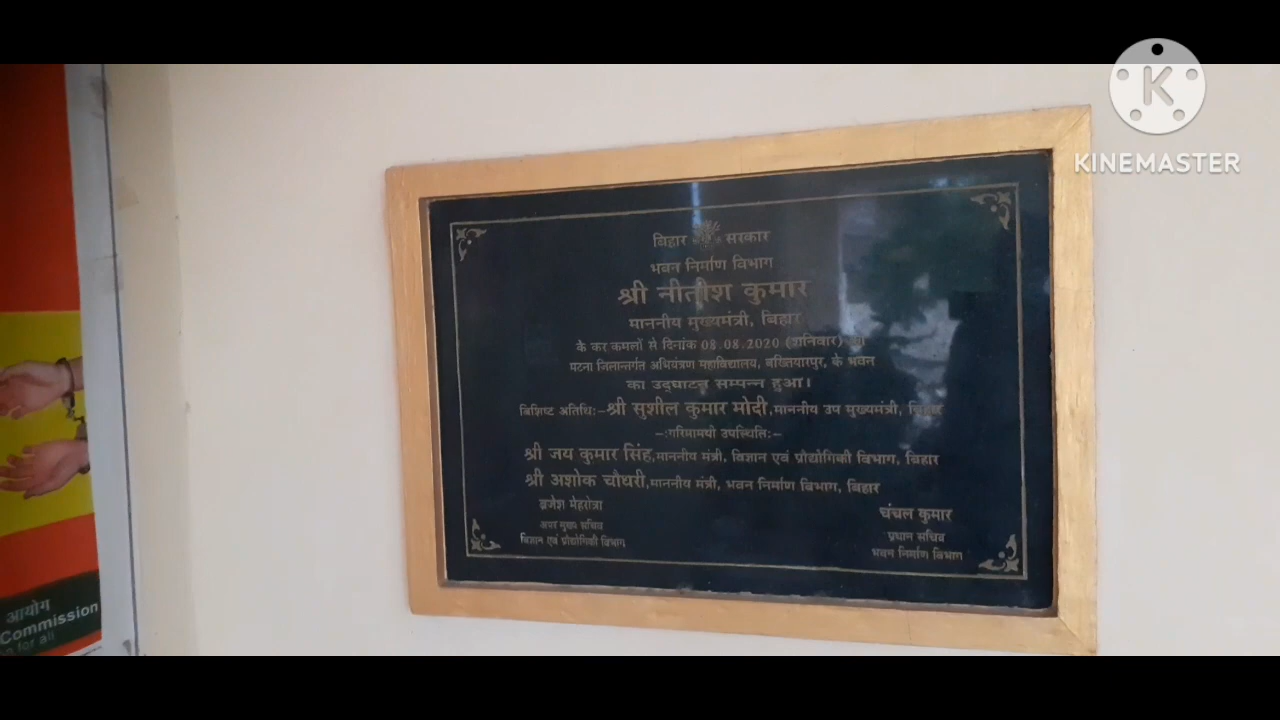 KINEMASTER
बिहार सरकार
भवन निर्माण विभाग
श्री नीतीश कुमार
माननीय मुख्यमंत्री, बिहार
के कर कमलों से दिनांक 08.08.2020 (शनिवार) को
पटना जिलान्तर्गत अभियंत्रण महाविद्यालय, बख्तियारपुर, के भवन
का उद्घाटन सम्पन्न हुआ।
विशिष्ट अतिथि:-श्री सुशील कुमार मोदी,माननीय उप मुख्यमंत्री, बिहार
-:गरिमामयी उपस्थिति:-
श्री जय कुमार सिंह,माननीय मंत्री, विज्ञान एवं प्रौद्योगिकी विभाग, बिहार
श्री अशोक चौधरी,माननीय मंत्री, भवन निर्माण विभाग, बिहार
ब्रजेश मेहरोत्रा
अपर मुख्य सचिव
विज्ञान एवं प्रौद्योगिकी विभाग
चंचल कुमार
प्रधान सचिव
भवन निर्माण विभाग
आयोग
Commission
for all